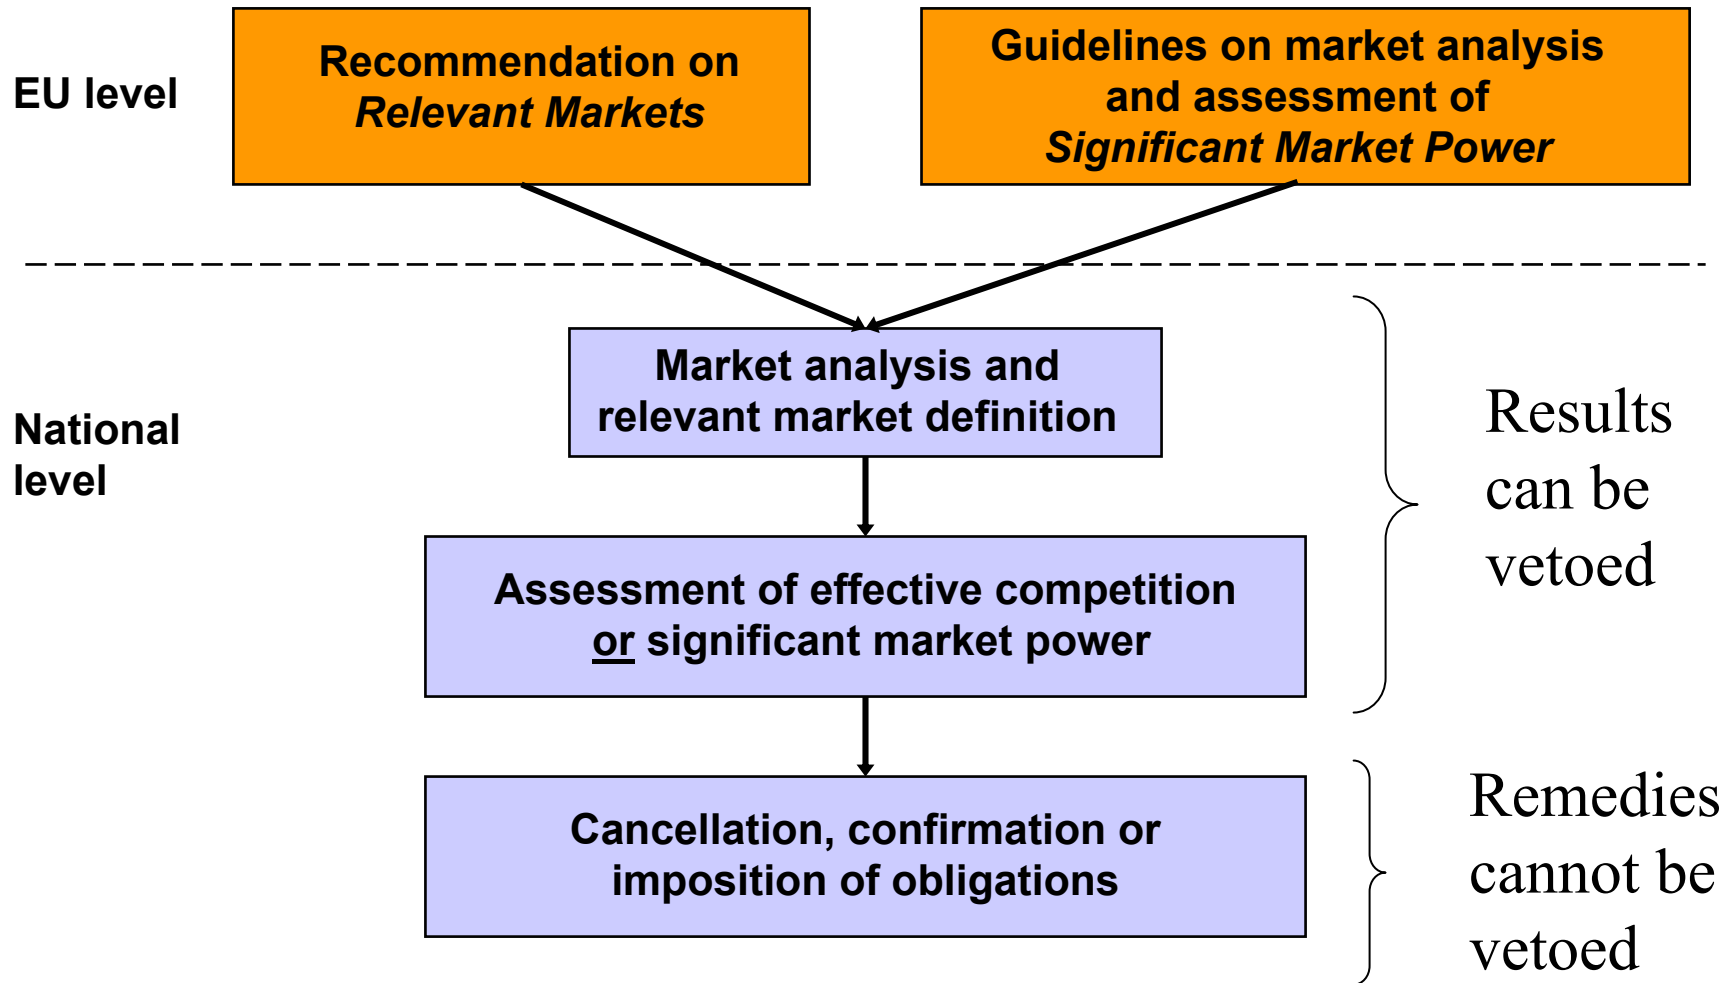 EU level
Recommendation on
Relevant Markets
Guidelines on market analysis
and assessment of
Significant Market Power
National
level
Market analysis and
relevant market definition
Assessment of effective competition
or significant market power
Cancellation, confirmation or
imposition of obligations
Results
can be
vetoed
Remedies
cannot be
vetoed